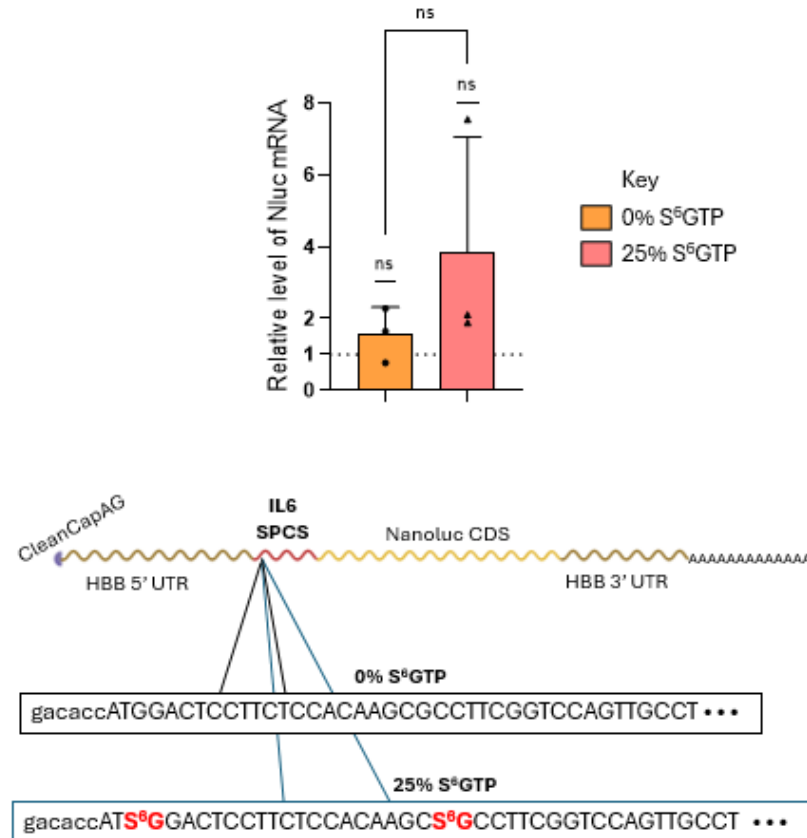 ns
ns
8
Relative level of Nluc mRNA
6
Key
0% S⁶GTP
25% S⁶GTP
4
ns
2
1
0
CleanCapAG
IL6
SPCS
Nanoluc CDS
AAAAAAAAAAAAAA
HBB 5' UTR
HBB 3' UTR
0% S⁶GTP
gacaccATGGACTCCTTCTCCACAAGCGCCTTCGGTCCAGTTGCCT •••
25% S⁶GTP
gacaccATS⁶GGACTCCTTCTCCACAAGCS⁶GCCTTCGGTCCAGTTGCCT •••